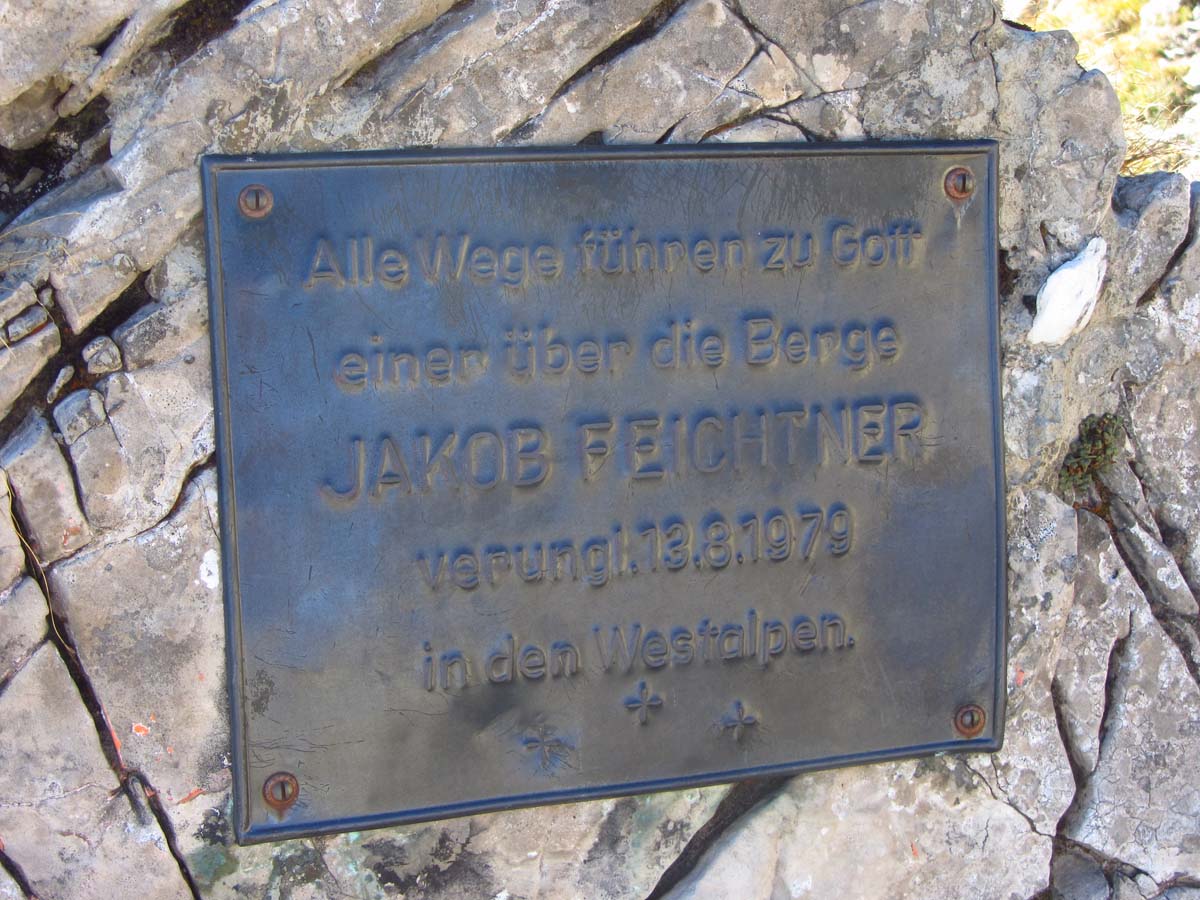 Alle Wege führen zu Gott
einer über die Berge
JAKOB FEICHTNER
verungl. 13.8.1979
in den Westalpen.